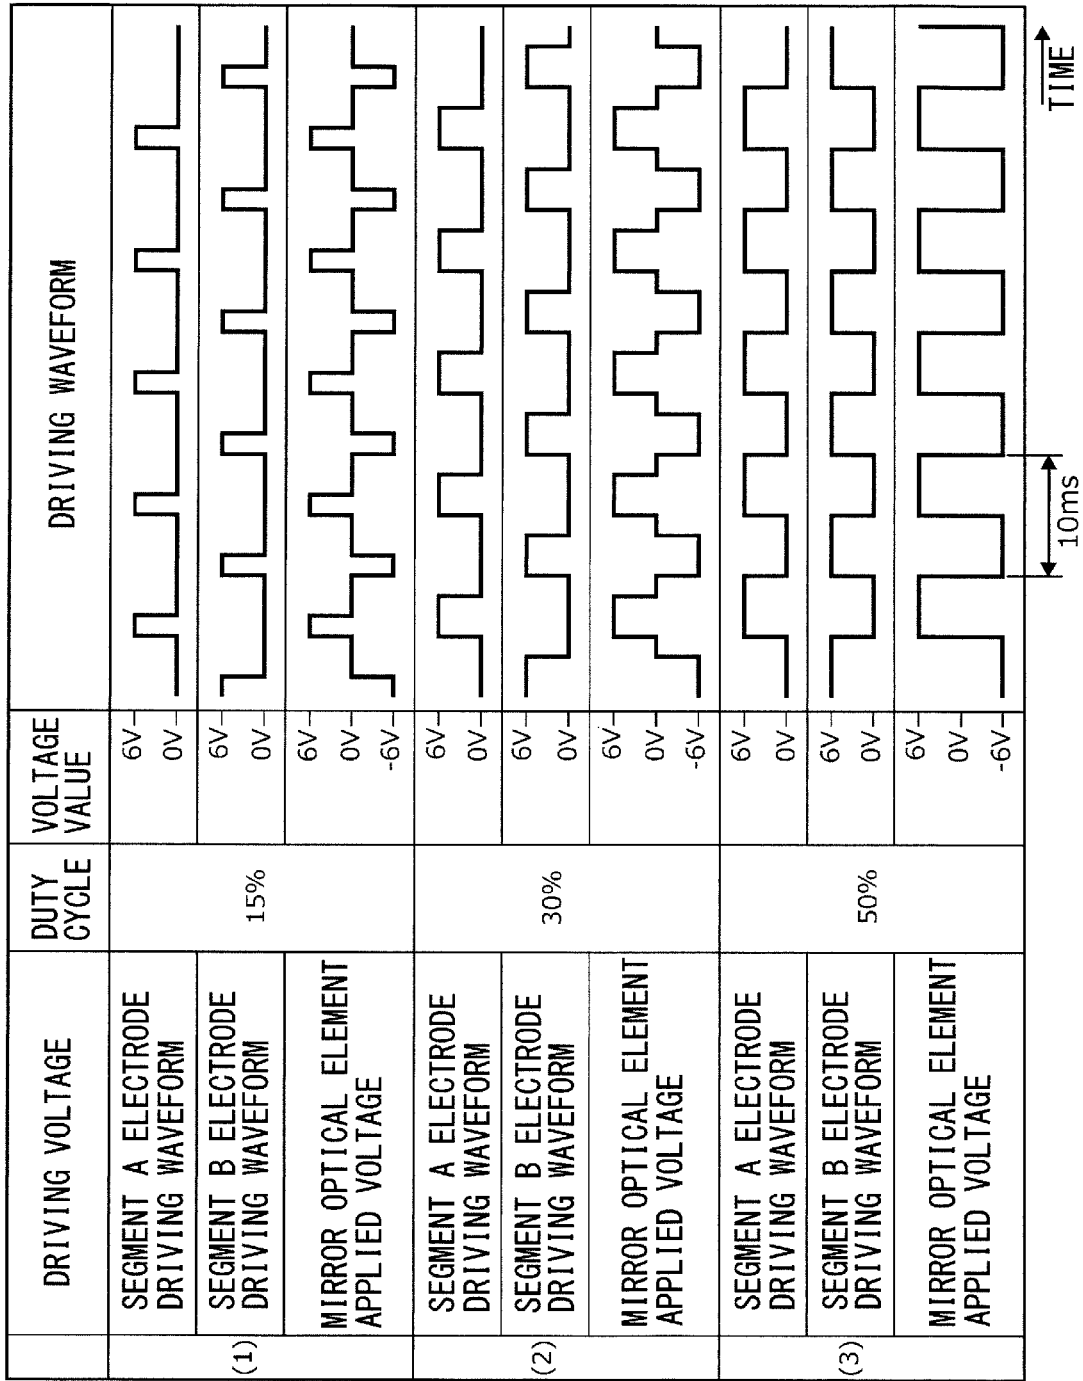 DRIVING VOLTAGE
DUTY
CYCLE
VOLTAGE
VALUE
DRIVING WAVEFORM
(1)
SEGMENT A ELECTRODE
DRIVING WAVEFORM
15%
6V
0V
SEGMENT B ELECTRODE
DRIVING WAVEFORM
6V
0V
MIRROR OPTICAL ELEMENT
APPLIED VOLTAGE
6V
0V
-6V
(2)
SEGMENT A ELECTRODE
DRIVING WAVEFORM
30%
6V
0V
SEGMENT B ELECTRODE
DRIVING WAVEFORM
6V
0V
MIRROR OPTICAL ELEMENT
APPLIED VOLTAGE
6V
0V
-6V
(3)
SEGMENT A ELECTRODE
DRIVING WAVEFORM
50%
6V
0V
SEGMENT B ELECTRODE
DRIVING WAVEFORM
6V
0V
MIRROR OPTICAL ELEMENT
APPLIED VOLTAGE
6V
0V
-6V
10ms
TIME